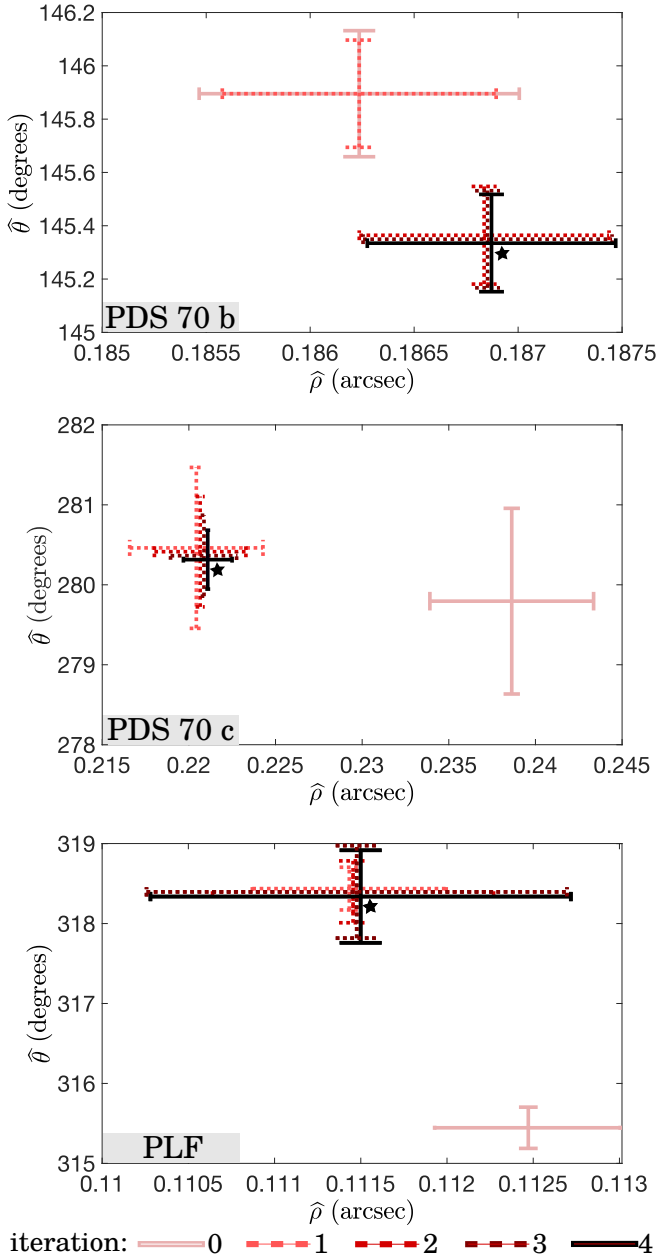 146.2
146
145.8
145.6
145.4
145.2
145
θ̂ (degrees)
PDS 70 b
0.185 0.1855 0.186 0.1865 0.187 0.1875
ρ̂ (arcsec)
282
281
280
279
278
θ̂ (degrees)
PDS 70 c
0.215 0.22 0.225 0.23 0.235 0.24 0.245
ρ̂ (arcsec)
319
318
317
316
315
θ̂ (degrees)
PLF
0.11 0.1105 0.111 0.1115 0.112 0.1125 0.113
ρ̂ (arcsec)
iteration: 0 1 2 3 4